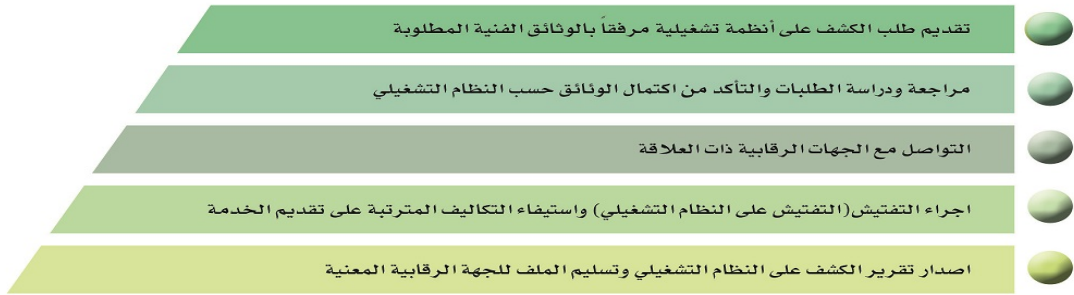 تقديم طلب الكشف على أنظمة تشغيلية مرفقاً بالوثائق الفنية المطلوبة
مراجعة ودراسة الطلبات والتأكد من اكتمال الوثائق حسب النظام التشغيلي
التواصل مع الجهات الرقابية ذات العلاقة
اجراء التفتيش(التفتيش على النظام التشغيلي) واستيفاء التكاليف المترتبة على تقديم الخدمة
اصدار تقرير الكشف على النظام التشغيلي وتسليم الملف للجهة الرقابية المعنية